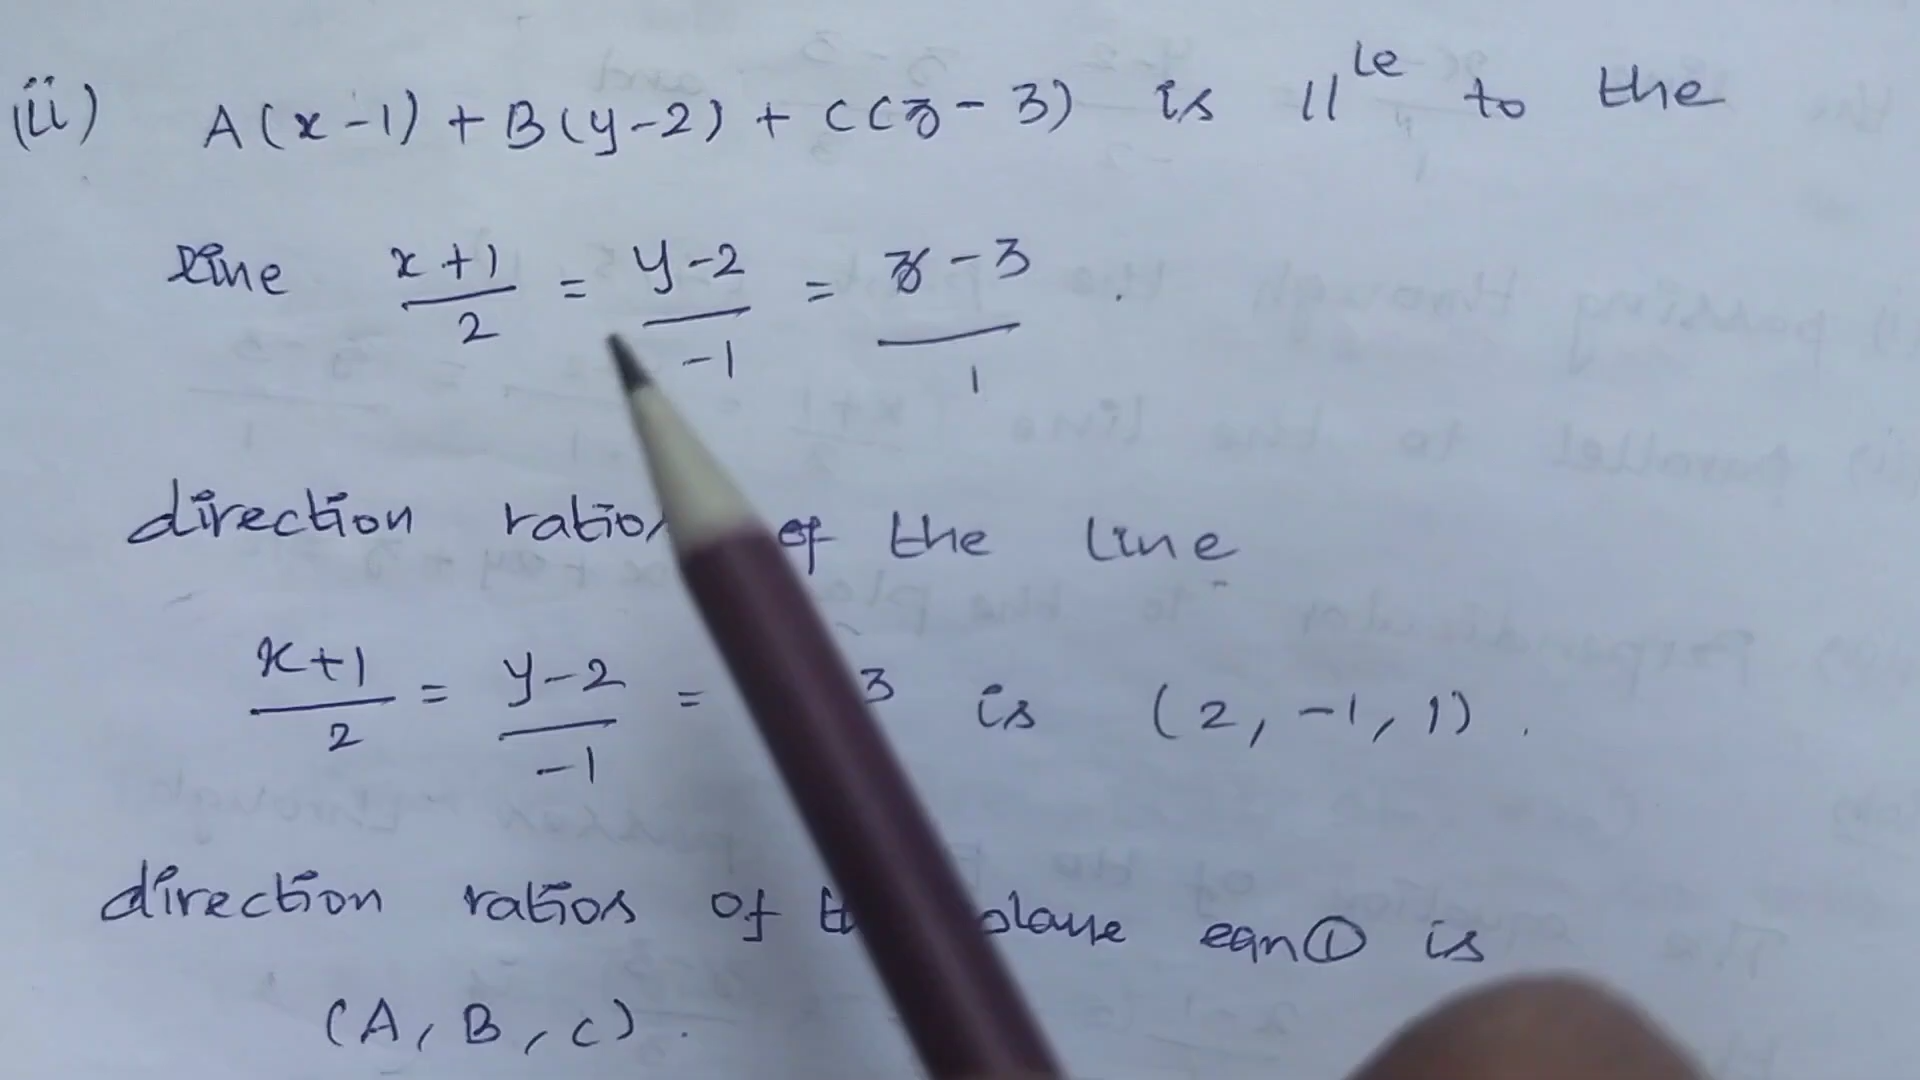 (ii) A(x-1) + B(y-2) + C(z-3) is ||le to the
line x+1/2 = y-2/-1 = z-3/1 .
direction ratios of the line
x+1/2 = y-2/-1 = 3 is (2, -1, 1) .
direction ratios of plane eqn① is
(A, B, C) .